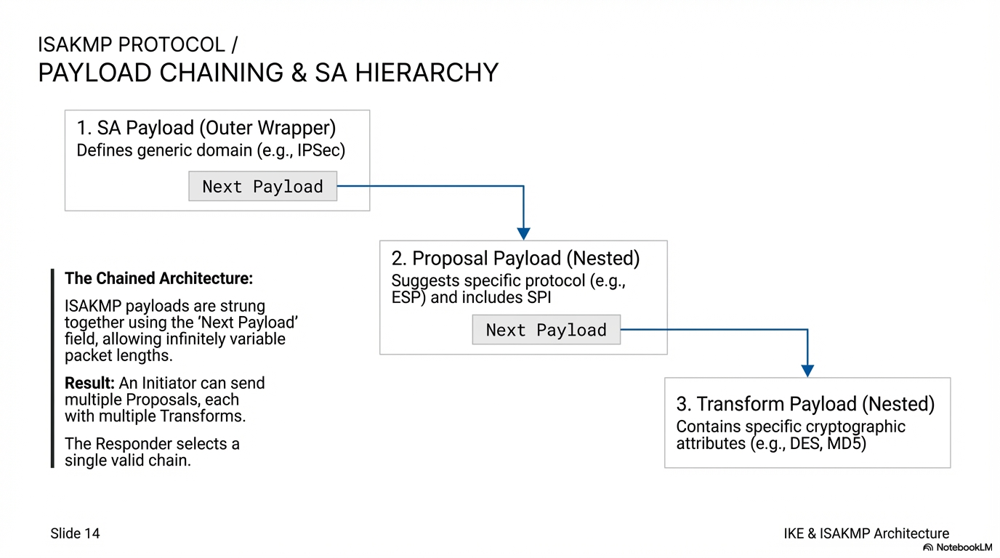 ISAKMP PROTOCOL /
PAYLOAD CHAINING & SA HIERARCHY
1. SA Payload (Outer Wrapper)
Defines generic domain (e.g., IPSec)
Next Payload
2. Proposal Payload (Nested)
Suggests specific protocol (e.g.,
ESP) and includes SPI
Next Payload
3. Transform Payload (Nested)
Contains specific cryptographic
attributes (e.g., DES, MD5)
The Chained Architecture:
ISAKMP payloads are strung
together using the 'Next Payload'
field, allowing infinitely variable
packet lengths.
Result: An Initiator can send
multiple Proposals, each
with multiple Transforms.
The Responder selects a
single valid chain.
Slide 14
IKE & ISAKMP Architecture
NotebookLM